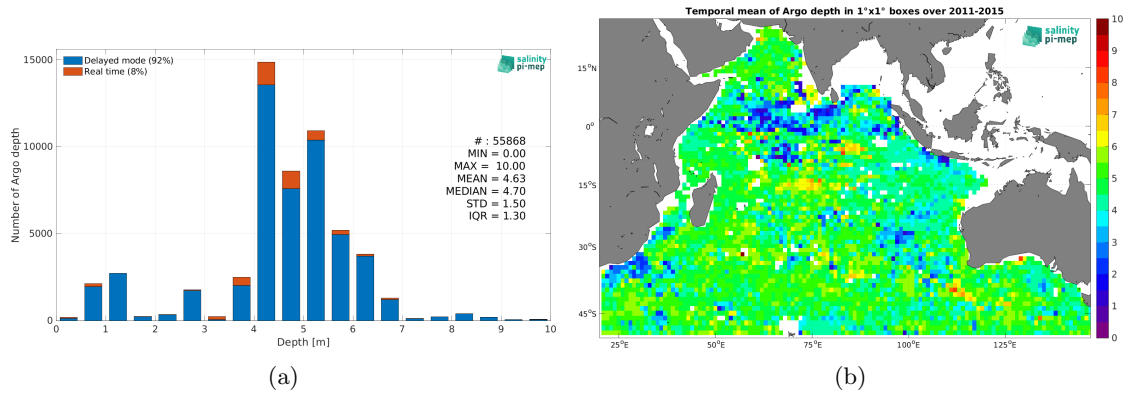 Delayed mode (92%)
Real time (8%)
salinity
pi-mep
15000
10000
5000
0
Number of Argo depth
# : 55868
MIN = 0.00
MAX = 10.00
MEAN = 4.63
MEDIAN = 4.70
STD = 1.50
IQR = 1.30
0 1 2 3 4 5 6 7 8 9 10
Depth [m]
(a)
Temporal mean of Argo depth in 1°x1° boxes over 2011-2015
salinity
pi-mep
15°N
0°
15°S
30°S
45°S
25°E 50°E 75°E 100°E 125°E
10
9
8
7
6
5
4
3
2
1
0
(b)